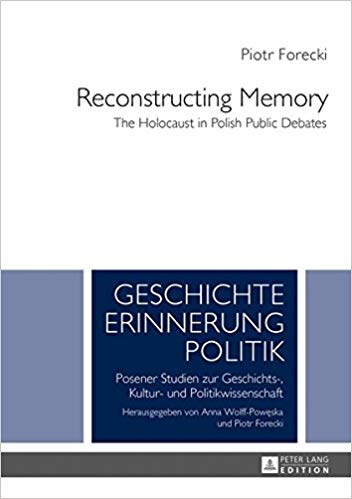 Piotr Forecki
Reconstructing Memory
The Holocaust in Polish Public Debates
GESCHICHTE
ERINNERUNG
POLITIK
Posener Studien zur Geschichts-,
Kultur- und Politikwissenschaft
Herausgegeben von Anna Wolff-Powęska
und Piotr Forecki
PETER LANG
EDITION